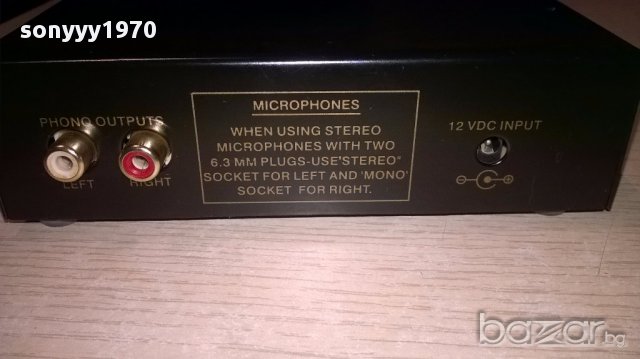 sonyyy1970
PHONO OUTPUTS
LEFT
RIGHT
MICROPHONES
WHEN USING STEREO
MICROPHONES WITH TWO
6.3 MM PLUGS-USE'STEREO"
SOCKET FOR LEFT AND 'MONO'
SOCKET FOR RIGHT.
12 VDC INPUT
bazar.bg